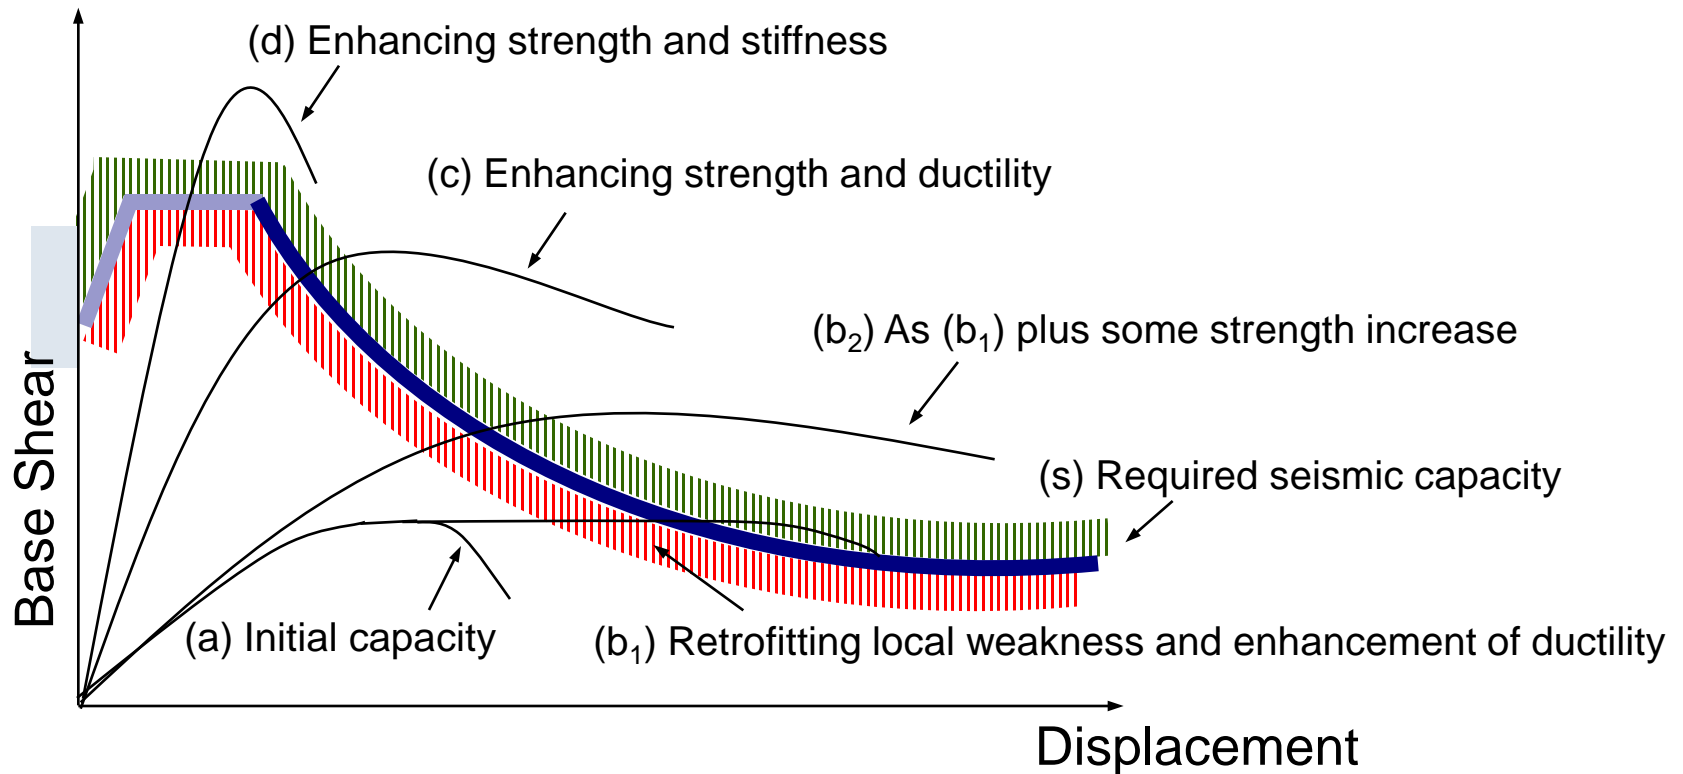 (d) Enhancing strength and stiffness
(c) Enhancing strength and ductility
(b₂) As (b₁) plus some strength increase
(s) Required seismic capacity
(a) Initial capacity
(b₁) Retrofitting local weakness and enhancement of ductility
Base Shear
Displacement